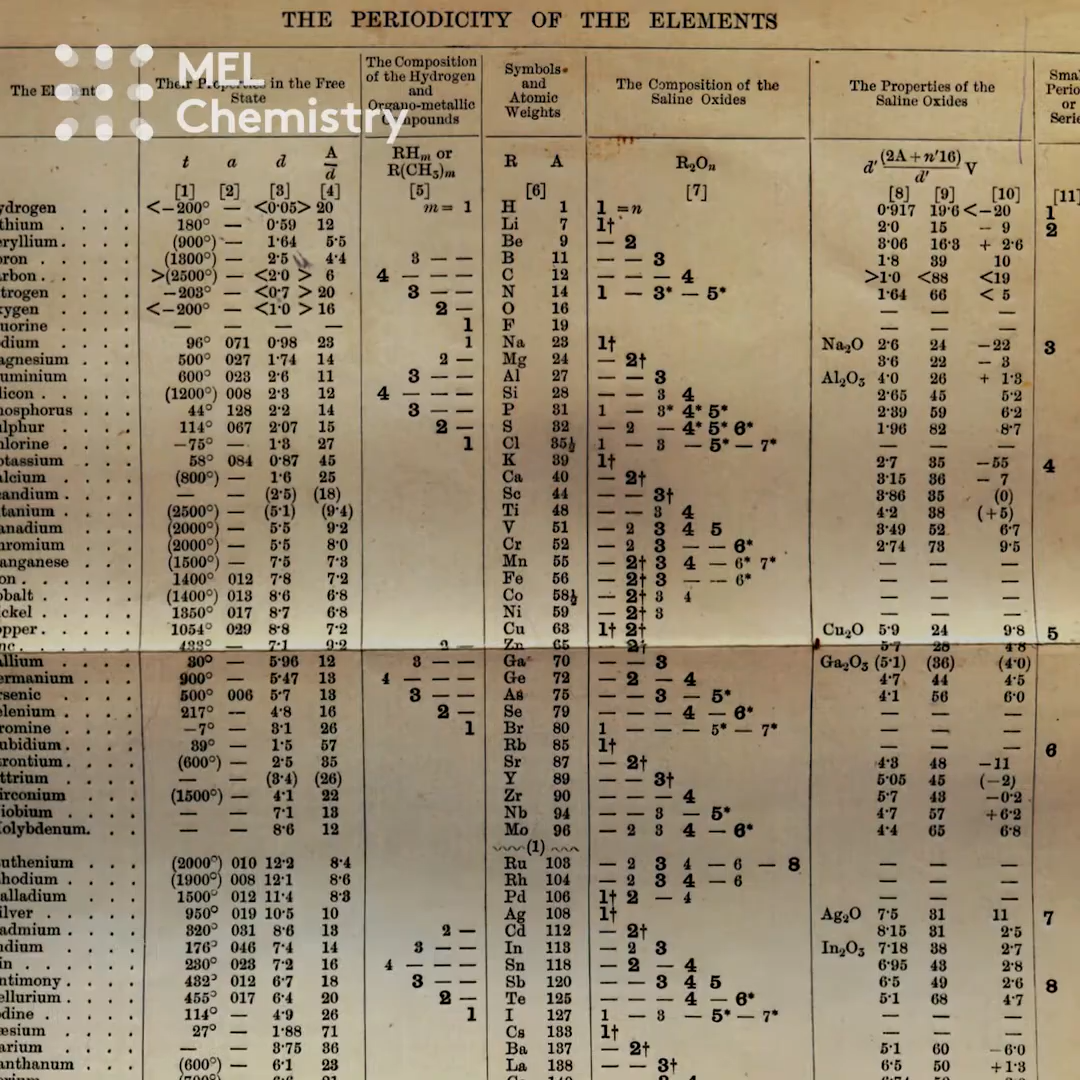 THE PERIODICITY OF THE ELEMENTS
MEL
Chemistry
The Composition of the Hydrogen and Organo-metallic
Symbols and Atomic Weights
The Composition of the Saline Oxides
The Properties of the Saline Oxides
in the Free State
t a d A/d RHm or R(CH3)m R A R2On d' (2A+n'16)/d' V
[1] [2] [3] [4] [5] [6] [7] [8] [9] [10] [11]
ydrogen . . . <−200° — <0·05> 20 m = 1 H 1 1 =n 0·917 19·6 <−20 1
thium . . . 180° — 0·59 12 Li 7 1† 2·0 15 − 9 2
eryllium . . . (900°) — 1·64 5·5 Be 9 — 2 3·06 16·3 + 2·6
ron . . . (1300°) — 2·5 4·4 3 — — B 11 — — 3 1·8 39 10
rbon . . . >(2500°) — <2·0 > 6 4 — — — C 12 — — — 4 >1·0 <88 <19
trogen . . . −203° — <0·7 > 20 3 — — N 14 1 — 3* — 5* 1·64 66 < 5
xygen . . . <−200° — <1·0 > 16 2 — O 16 — —
uorine . . . — — — — 1 F 19 — —
dium . . . 96° 071 0·98 23 1 Na 23 1† Na2O 2·6 24 −22 3
agnesium . . . 500° 027 1·74 14 2 — Mg 24 — 2† 3·6 22 − 3
uminium . . . 600° 023 2·6 11 3 — — Al 27 — — 3 Al2O3 4·0 26 + 1·3
licon . . . (1200°) 008 2·3 12 4 — — — Si 28 — — 3 4 2·65 45 5·2
hosphorus . . . 44° 128 2·2 14 3 — — P 31 1 — 3* 4* 5* 2·39 59 6·2
lphur . . . 114° 067 2·07 15 2 — S 32 — 2 — 4* 5* 6* 1·96 82 8·7
hlorine . . . −75° — 1·3 27 1 Cl 35½ 1 — 3 — 5* — 7* — — —
otassium . . . 58° 084 0·87 45 K 39 1† 2·7 35 −55 4
alcium . . . (800°) — 1·6 25 Ca 40 — 2† 3·15 36 − 7
andium . . . — — (2·5) (18) Sc 44 — — 3† 3·86 35 (0)
tanium . . . (2500°) — (5·1) (9·4) Ti 48 — — 3 4 4·2 38 (+5)
anadium . . . (2000°) — 5·5 9·2 V 51 — 2 3 4 5 3·49 52 6·7
hromium . . . (2000°) — 5·5 8·0 Cr 52 — 2 3 — — 6* 2·74 73 9·5
anganese . . . (1500°) — 7·5 7·3 Mn 55 — 2† 3 4 — 6* 7* — — —
on . . . 1400° 012 7·8 7·2 Fe 56 — 2† 3 — — 6* — — —
obalt . . . (1400°) 013 8·6 6·8 Co 58½ — 2† 3 4 — — —
ckel . . . 1350° 017 8·7 6·8 Ni 59 — 2† 3 — — —
opper . . . 1054° 029 8·8 7·2 Cu 63 1† 2† Cu2O 5·9 24 9·8 5
7·1 9·2 Zn 65 2†
allium . . . 30° — 5·96 12 3 — — Ga 70 — — 3 Ga2O3 (5·1) (36) (4·0)
ermanium . . . 900° — 5·47 13 4 — — — Ge 72 — 2 — 4 4·7 44 4·5
rsenic . . . 500° 006 5·7 13 3 — — As 75 — — 3 — 5* 4·1 56 6·0
elenium . . . 217° — 4·8 16 2 — Se 79 — — — 4 — 6* — — —
romine . . . −7° — 3·1 26 1 Br 80 1 — — — 5* — 7* — — —
ubidium . . . 39° — 1·5 57 Rb 85 1† — — — 6
trontium . . . (600°) — 2·5 35 Sr 87 — 2† 4·3 48 −11
ttrium . . . — — (3·4) (26) Y 89 — — 3† 5·05 45 (−2)
irconium . . . (1500°) — 4·1 22 Zr 90 — — — 4 5·7 43 −0·2
iobium . . . — — 7·1 13 Nb 94 — — 3 — 5* 4·7 57 +6·2
olybdenum. . . — — 8·6 12 Mo 96 — 2 3 4 — 6* 4·4 65 6·8
(1)
uthenium . . . (2000°) 010 12·2 8·4 Ru 103 — 2 3 4 — 6 — 8 — — —
hodium . . . (1900°) 008 12·1 8·6 Rh 104 — 2 3 4 — 6 — — —
alladium . . . 1500° 012 11·4 8·3 Pd 106 1† 2 — 4 — — —
ilver . . . 950° 019 10·5 10 Ag 108 1† Ag2O 7·5 31 11 7
admium . . . 320° 031 8·6 13 2 — Cd 112 — 2† 8·15 31 2·5
dium . . . 176° 046 7·4 14 3 — — In 113 — 2 3 In2O3 7·18 38 2·7
in . . . 230° 023 7·2 16 4 — — — Sn 118 — 2 — 4 6·95 43 2·8
ntimony . . . 432° 012 6·7 18 3 — — Sb 120 — — 3 4 5 6·5 49 2·6 8
ellurium . . . 455° 017 6·4 20 2 — Te 125 — — — 4 — 6* 5·1 68 4·7
dine . . . 114° — 4·9 26 1 I 127 1 — 3 — 5* — 7* — — —
esium . . . 27° — 1·88 71 Cs 133 1† — — —
arium . . . — — 3·75 36 Ba 137 — 2† 5·1 60 −6·0
anthanum . . . (600°) — 6·1 23 La 138 — — 3† 6·5 50 +1·3